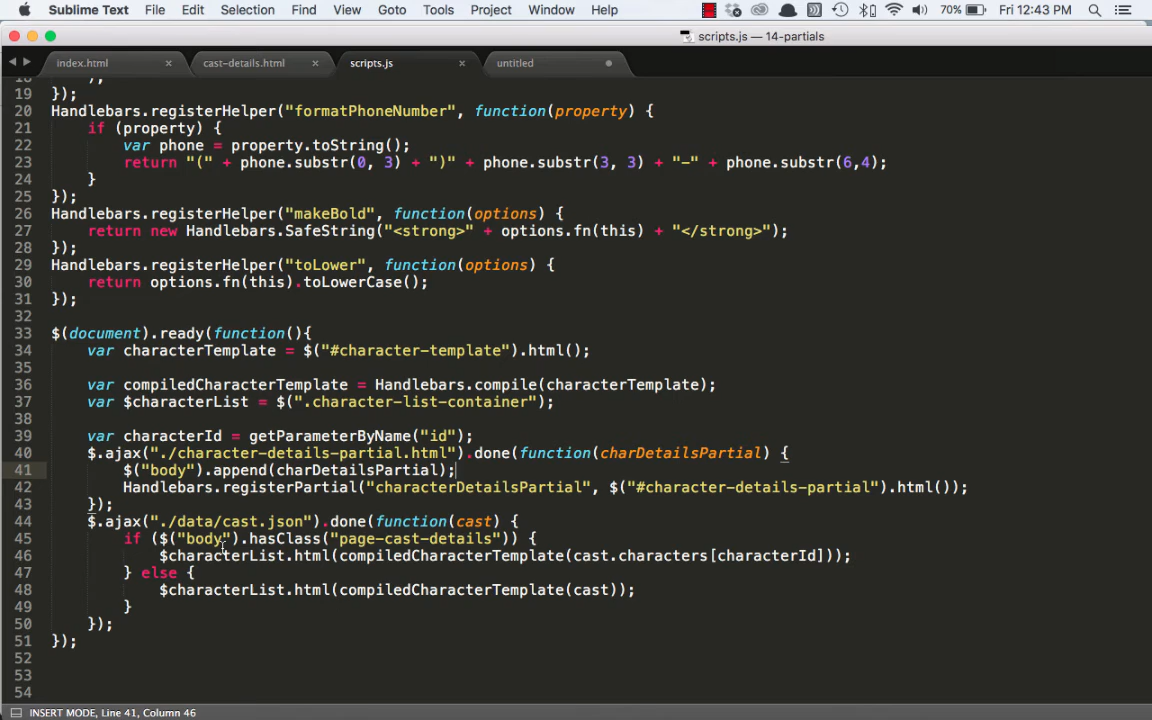 Sublime Text File Edit Selection Find View Goto Tools Project Window Help 70% Fri 12:43 PM
scripts.js — 14-partials
index.html cast-details.html scripts.js untitled
19 });
20 Handlebars.registerHelper("formatPhoneNumber", function(property) {
21 if (property) {
22 var phone = property.toString();
23 return "(" + phone.substr(0, 3) + ")" + phone.substr(3, 3) + "-" + phone.substr(6,4);
24 }
25 });
26 Handlebars.registerHelper("makeBold", function(options) {
27 return new Handlebars.SafeString("<strong>" + options.fn(this) + "</strong>");
28 });
29 Handlebars.registerHelper("toLower", function(options) {
30 return options.fn(this).toLowerCase();
31 });
32
33 $(document).ready(function(){
34 var characterTemplate = $("#character-template").html();
35
36 var compiledCharacterTemplate = Handlebars.compile(characterTemplate);
37 var $characterList = $(".character-list-container");
38
39 var characterId = getParameterByName("id");
40 $.ajax("./character-details-partial.html").done(function(charDetailsPartial) {
41 $("body").append(charDetailsPartial);
42 Handlebars.registerPartial("characterDetailsPartial", $("#character-details-partial").html());
43 });
44 $.ajax("./data/cast.json").done(function(cast) {
45 if ($("body").hasClass("page-cast-details")) {
46 $characterList.html(compiledCharacterTemplate(cast.characters[characterId]));
47 } else {
48 $characterList.html(compiledCharacterTemplate(cast));
49 }
50 });
51 });
52
53
54
INSERT MODE, Line 41, Column 46